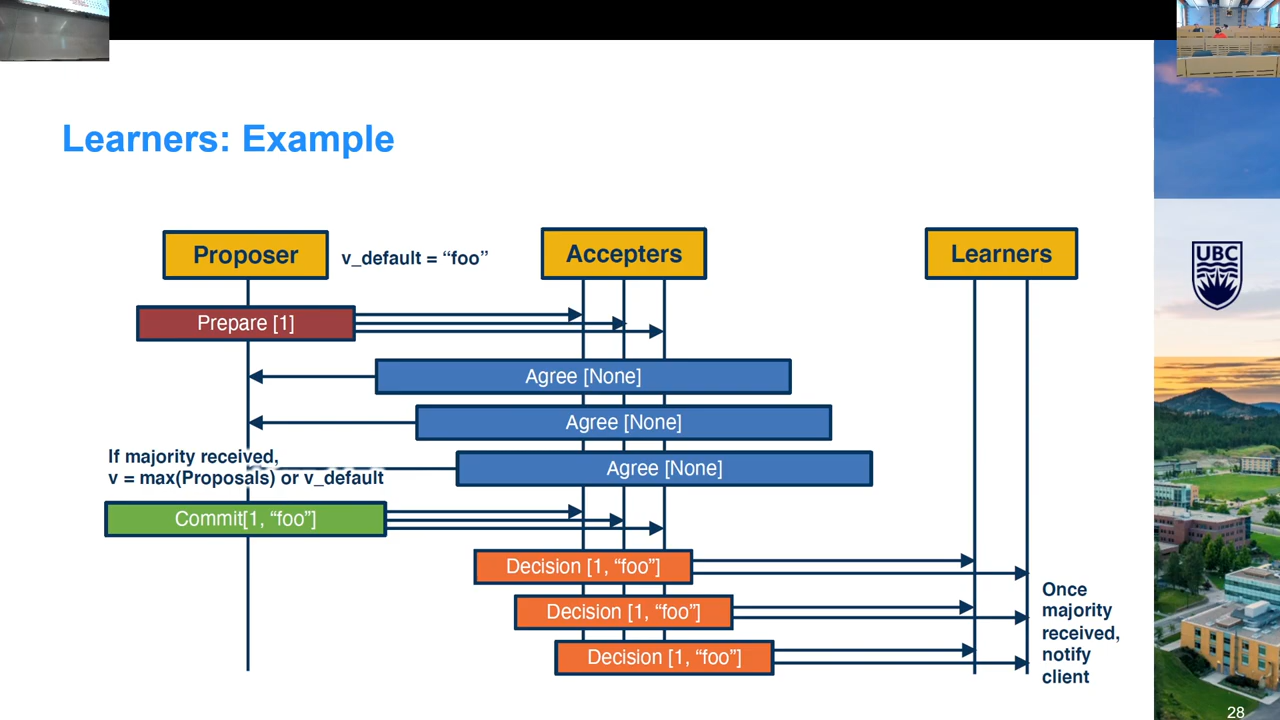 Learners: Example
Proposer
v_default = “foo”
Accepters
Learners
Prepare [1]
Agree [None]
Agree [None]
If majority received,
v = max(Proposals) or v_default
Agree [None]
Commit[1, “foo”]
Decision [1, “foo”]
Decision [1, “foo”]
Decision [1, “foo”]
Once
majority
received,
notify
client
UBC
28